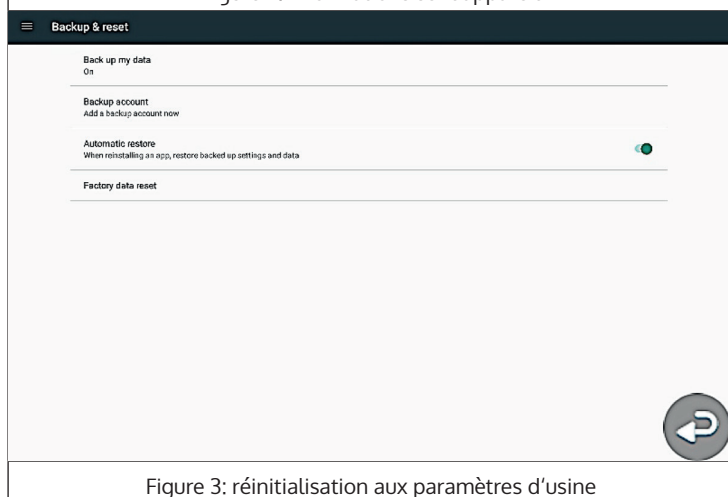 Backup & reset
Back up my data
On
Backup account
Add a backup account now
Automatic restore
When reinstalling an app, restore backed up settings and data
Factory data reset
Figure 3: réinitialisation aux paramètres d'usine